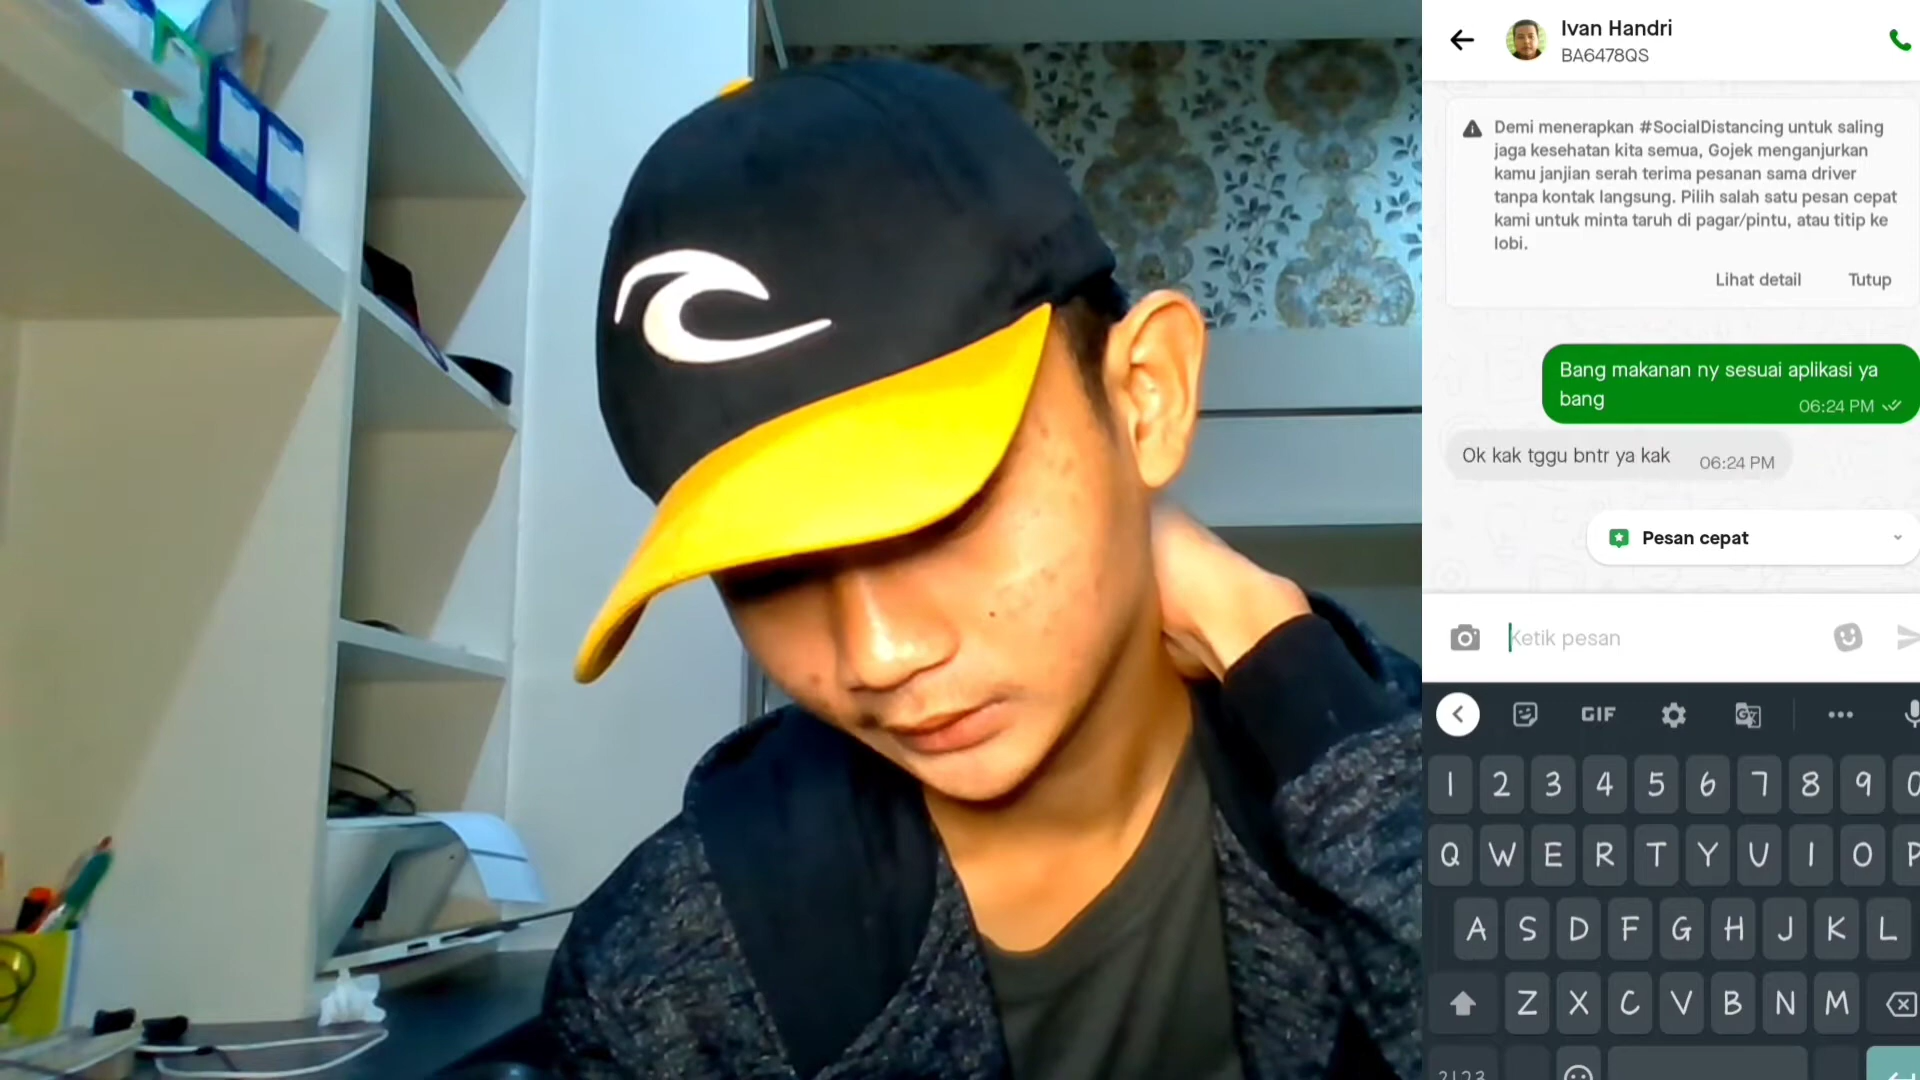 Ivan Handri
BA6478QS
Demi menerapkan #SocialDistancing untuk saling
jaga kesehatan kita semua, Gojek menganjurkan
kamu janjian serah terima pesanan sama driver
tanpa kontak langsung. Pilih salah satu pesan cepat
kami untuk minta taruh di pagar/pintu, atau titip ke
lobi.
Lihat detail Tutup
Bang makanan ny sesuai aplikasi ya
bang
06:24 PM
Ok kak tggu bntr ya kak 06:24 PM
Pesan cepat
Ketik pesan
GIF
1 2 3 4 5 6 7 8 9 0
Q W E R T Y U I O P
A S D F G H J K L
Z X C V B N M